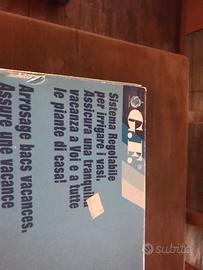 G.F.
Sistema Regolabile
per irrigare i vasi.
Assicura una tranquilla
vacanza a Voi e a tutte
le piante di casa!
Arrosage bacs vacances.
Assure une vacance
subito